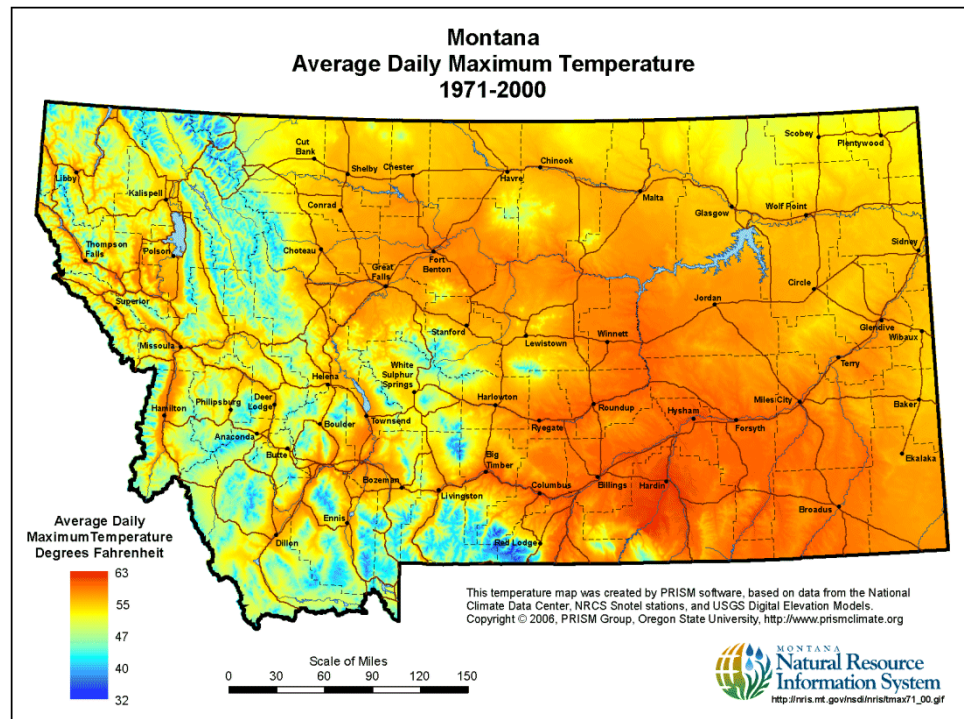 Montana
Average Daily Maximum Temperature
1971-2000
Scobey
Plentywood
Cut
Bank
Shelby
Chester
Chinook
Havre
Libby
Kalispell
Malta
Conrad
Glasgow
Wolf Point
Thompson
Falls
Polson
Choteau
Fort
Benton
Sidney
Great
Falls
Circle
Superior
Jordan
Glendive
Stanford
Wibaux
Missoula
Lewistown
Winnett
White
Sulphur
Springs
Terry
Helena
Philipsburg
Deer
Lodge
Harlowton
Roundup
Hysham
Miles City
Baker
Hamilton
Boulder
Townsend
Ryegate
Forsyth
Anaconda
Butte
Ekalaka
Big
Timber
Bozeman
Livingston
Columbus
Billings
Hardin
Broadus
Ennis
Dillon
Red Lodge
Average Daily
MaximumTemperature
Degrees Fahrenheit
63
55
47
40
32
Scale of Miles
0 30 60 90 120 150
This temperature map was created by PRISM software, based on data from the National
Climate Data Center, NRCS Snotel stations, and USGS Digital Elevation Models.
Copyright © 2006, PRISM Group, Oregon State University, http://www.prismclimate.org
MONTANA
Natural Resource
Information System
http://nris.mt.gov/nsdi/nris/tmax71_00.gif